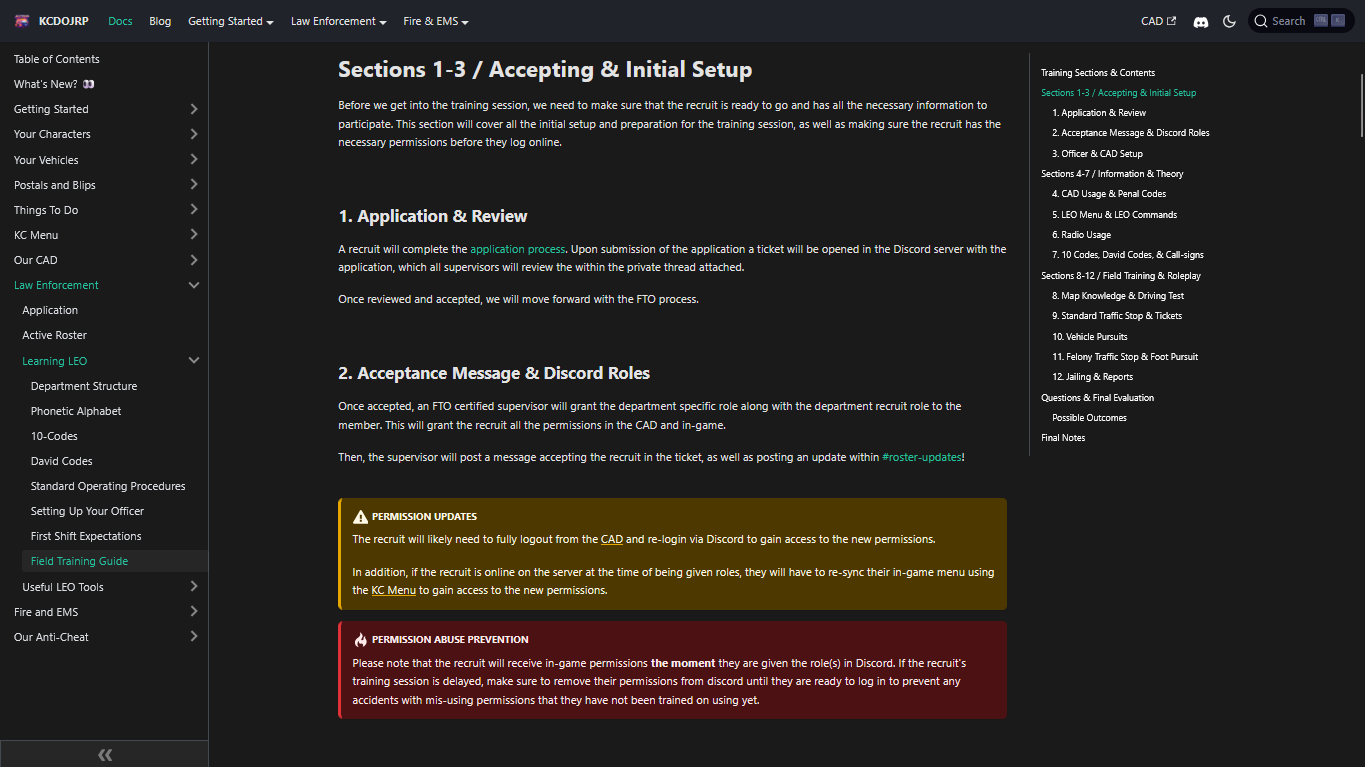 KCDOJRP Docs Blog Getting Started Law Enforcement Fire & EMS CAD Search
Table of Contents
What's New? 👀
Getting Started
Your Characters
Your Vehicles
Postals and Blips
Things To Do
KC Menu
Our CAD
Law Enforcement
Application
Active Roster
Learning LEO
Department Structure
Phonetic Alphabet
10-Codes
David Codes
Standard Operating Procedures
Setting Up Your Officer
First Shift Expectations
Field Training Guide
Useful LEO Tools
Fire and EMS
Our Anti-Cheat
Sections 1-3 / Accepting & Initial Setup
Before we get into the training session, we need to make sure that the recruit is ready to go and has all the necessary information to
participate. This section will cover all the initial setup and preparation for the training session, as well as making sure the recruit has the
necessary permissions before they log online.
1. Application & Review
A recruit will complete the application process. Upon submission of the application a ticket will be opened in the Discord server with the
application, which all supervisors will review the within the private thread attached.
Once reviewed and accepted, we will move forward with the FTO process.
2. Acceptance Message & Discord Roles
Once accepted, an FTO certified supervisor will grant the department specific role along with the department recruit role to the
member. This will grant the recruit all the permissions in the CAD and in-game.
Then, the supervisor will post a message accepting the recruit in the ticket, as well as posting an update within #roster-updates!
PERMISSION UPDATES
The recruit will likely need to fully logout from the CAD and re-login via Discord to gain access to the new permissions.
In addition, if the recruit is online on the server at the time of being given roles, they will have to re-sync their in-game menu using
the KC Menu to gain access to the new permissions.
PERMISSION ABUSE PREVENTION
Please note that the recruit will receive in-game permissions the moment they are given the role(s) in Discord. If the recruit's
training session is delayed, make sure to remove their permissions from discord until they are ready to log in to prevent any
accidents with mis-using permissions that they have not been trained on using yet.
Training Sections & Contents
Sections 1-3 / Accepting & Initial Setup
1. Application & Review
2. Acceptance Message & Discord Roles
3. Officer & CAD Setup
Sections 4-7 / Information & Theory
4. CAD Usage & Penal Codes
5. LEO Menu & LEO Commands
6. Radio Usage
7. 10 Codes, David Codes, & Call-signs
Sections 8-12 / Field Training & Roleplay
8. Map Knowledge & Driving Test
9. Standard Traffic Stop & Tickets
10. Vehicle Pursuits
11. Felony Traffic Stop & Foot Pursuit
12. Jailing & Reports
Questions & Final Evaluation
Possible Outcomes
Final Notes